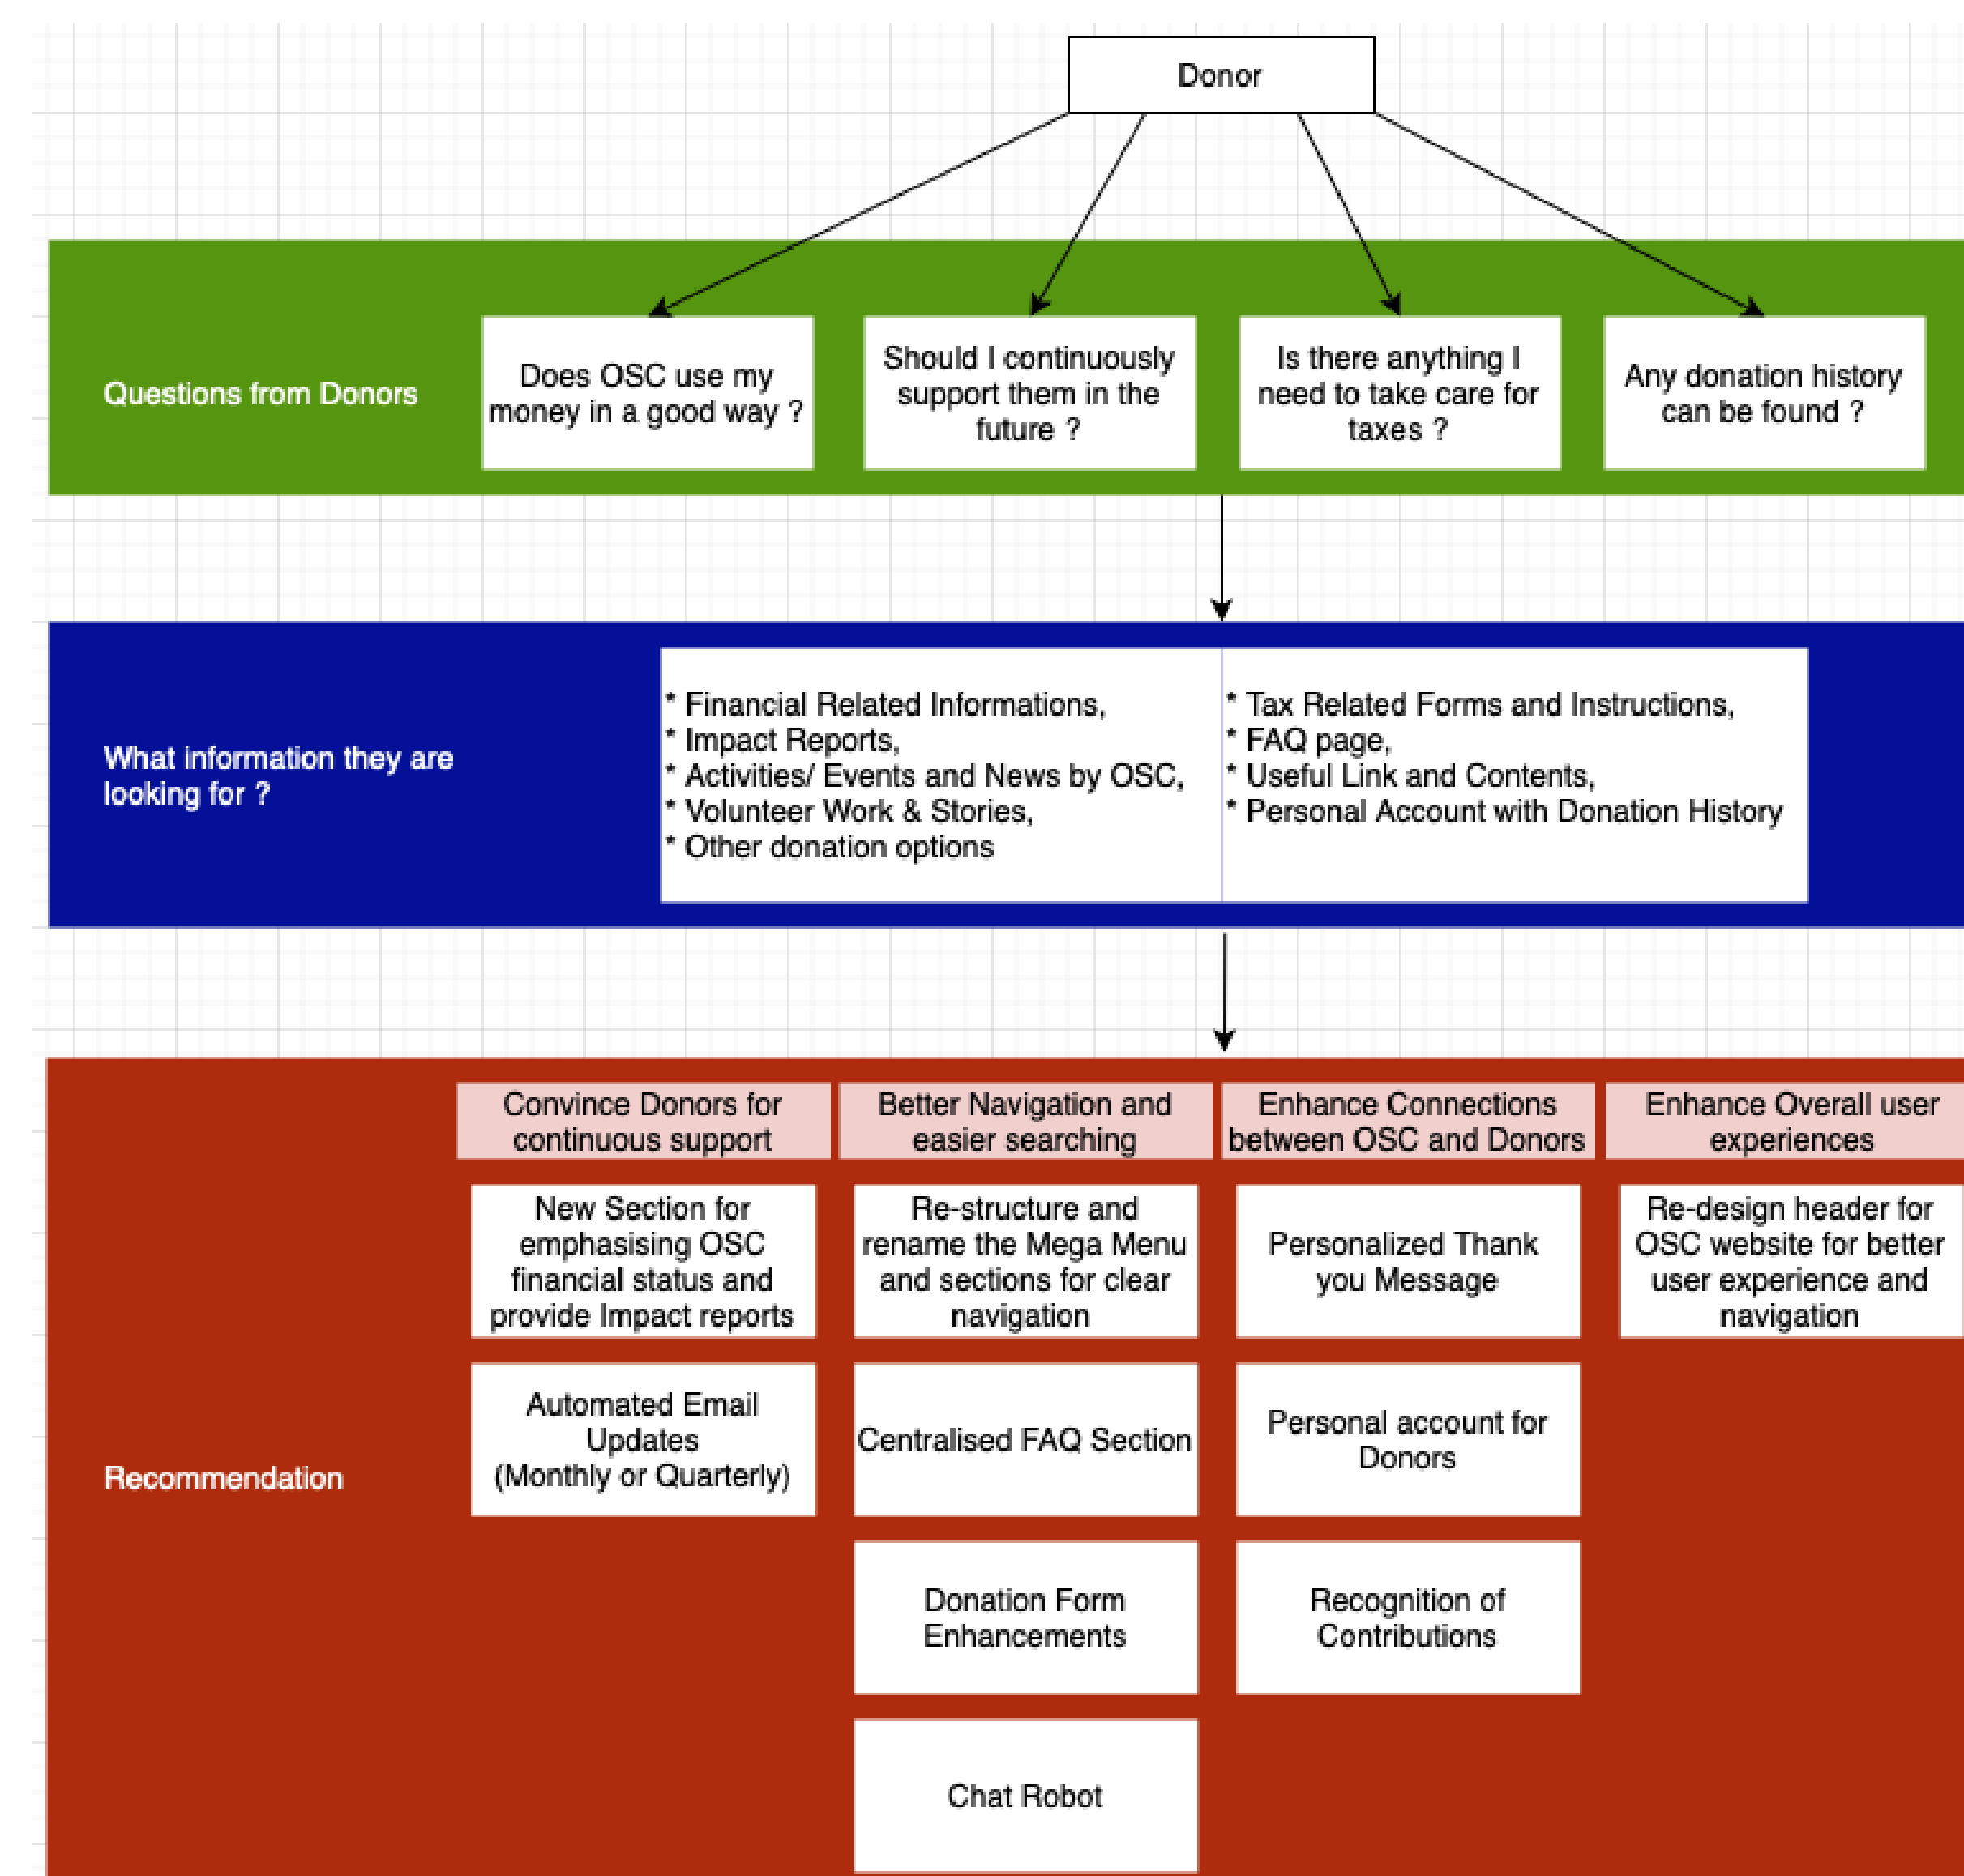 Donor
Questions from Donors
Does OSC use my
money in a good way ?
Should I continuously
support them in the
future ?
Is there anything I
need to take care for
taxes ?
Any donation history
can be found ?
What information they are
looking for ?
* Financial Related Informations,
* Impact Reports,
* Activities/ Events and News by OSC,
* Volunteer Work & Stories,
* Other donation options
* Tax Related Forms and Instructions,
* FAQ page,
* Useful Link and Contents,
* Personal Account with Donation History
Recommendation
Convince Donors for
continuous support
New Section for
emphasising OSC
financial status and
provide Impact reports
Automated Email
Updates
(Monthly or Quarterly)
Better Navigation and
easier searching
Re-structure and
rename the Mega Menu
and sections for clear
navigation
Centralised FAQ Section
Donation Form
Enhancements
Chat Robot
Enhance Connections
between OSC and Donors
Personalized Thank
you Message
Personal account for
Donors
Recognition of
Contributions
Enhance Overall user
experiences
Re-design header for
OSC website for better
user experience and
navigation